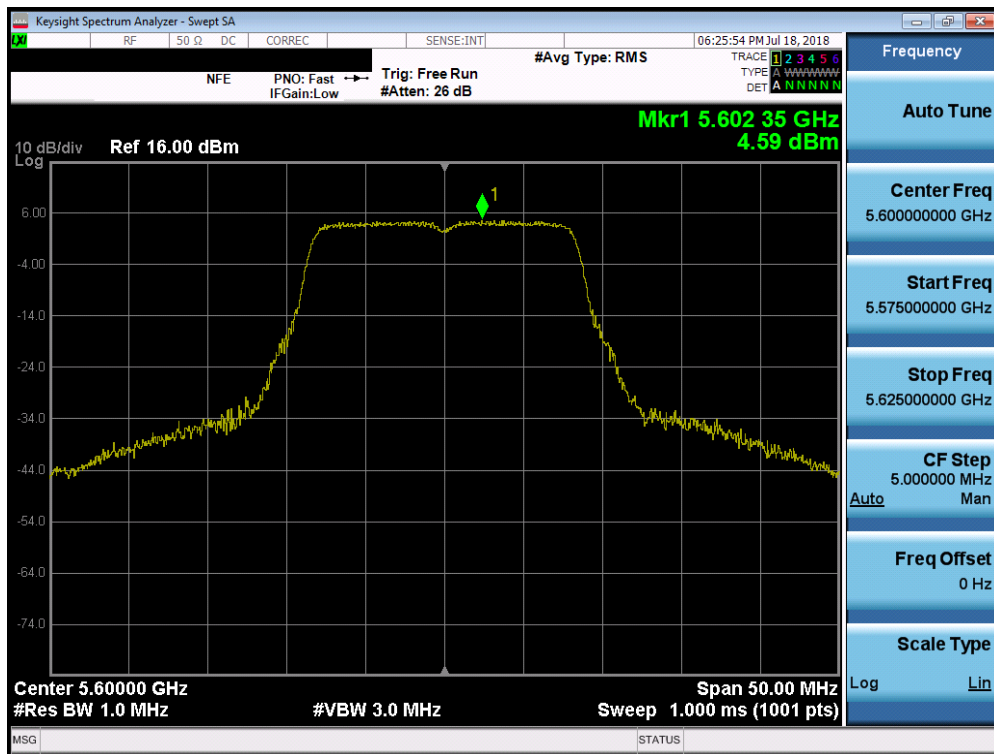 Keysight Spectrum Analyzer - Swept SA
LXI RF 50 Ω DC CORREC SENSE:INT 06:25:54 PM Jul 18, 2018
NFE PNO: Fast Trig: Free Run #Avg Type: RMS TRACE 1 2 3 4 5 6
IFGain:Low #Atten: 26 dB TYPE A WWWWW
DET A N N N N N
Mkr1 5.602 35 GHz
4.59 dBm
10 dB/div Ref 16.00 dBm
Log
1
6.00
-4.00
-14.0
-24.0
-34.0
-44.0
-54.0
-64.0
-74.0
Center 5.60000 GHz Span 50.00 MHz
#Res BW 1.0 MHz #VBW 3.0 MHz Sweep 1.000 ms (1001 pts)
MSG STATUS
Frequency
Auto Tune
Center Freq
5.600000000 GHz
Start Freq
5.575000000 GHz
Stop Freq
5.625000000 GHz
CF Step
5.000000 MHz
Auto Man
Freq Offset
0 Hz
Scale Type
Log Lin